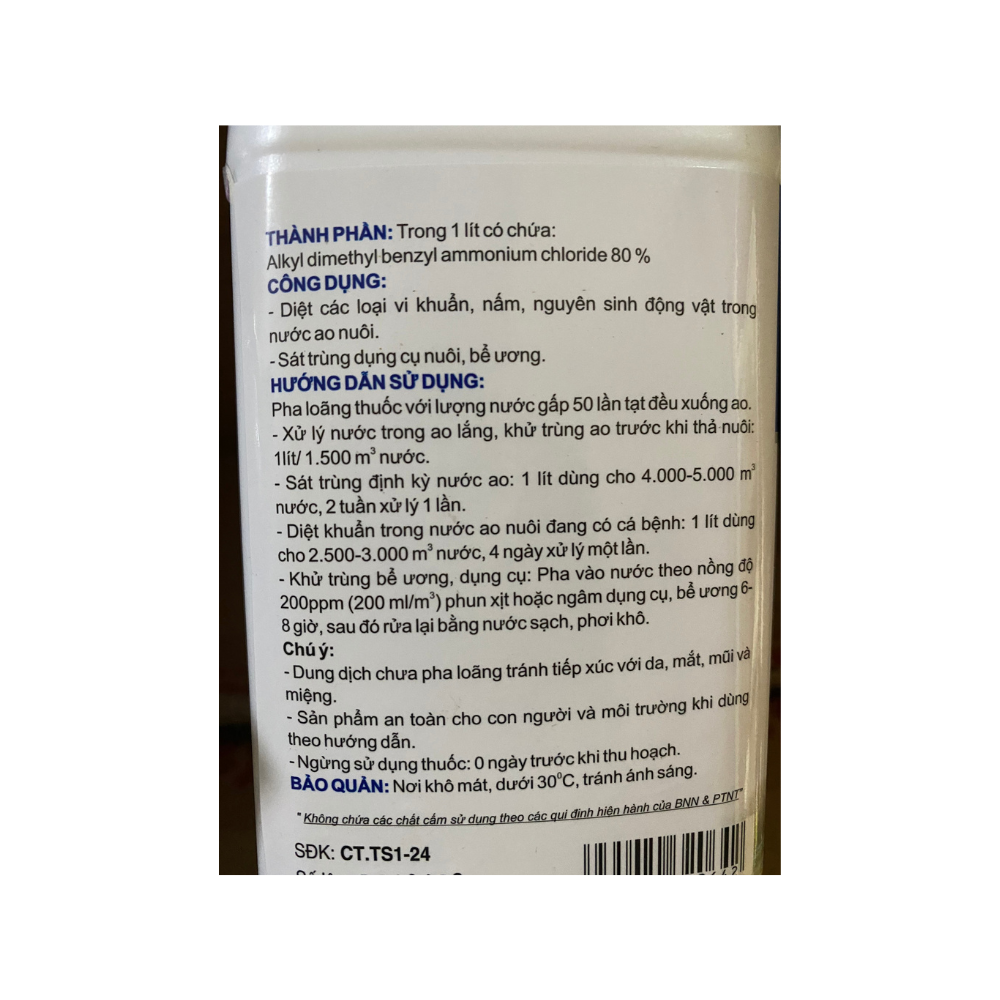 THÀNH PHẦN: Trong 1 lít có chứa:
Alkyl dimethyl benzyl ammonium chloride 80 %
CÔNG DỤNG:
- Diệt các loại vi khuẩn, nấm, nguyên sinh động vật trong
nước ao nuôi.
- Sát trùng dụng cụ nuôi, bể ương.
HƯỚNG DẪN SỬ DỤNG:
Pha loãng thuốc với lượng nước gấp 50 lần tạt đều xuống ao.
- Xử lý nước trong ao lắng, khử trùng ao trước khi thả nuôi:
1lít/ 1.500 m³ nước.
- Sát trùng định kỳ nước ao: 1 lít dùng cho 4.000-5.000 m³
nước, 2 tuần xử lý 1 lần.
- Diệt khuẩn trong nước ao nuôi đang có cá bệnh: 1 lít dùng
cho 2.500-3.000 m³ nước, 4 ngày xử lý một lần.
- Khử trùng bể ương, dụng cụ: Pha vào nước theo nồng độ
200ppm (200 ml/m³) phun xịt hoặc ngâm dụng cụ, bể ương 6-
8 giờ, sau đó rửa lại bằng nước sạch, phơi khô.
Chú ý:
- Dung dịch chưa pha loãng tránh tiếp xúc với da, mắt, mũi và
miệng.
- Sản phẩm an toàn cho con người và môi trường khi dùng
theo hướng dẫn.
- Ngừng sử dụng thuốc: 0 ngày trước khi thu hoạch.
BẢO QUẢN: Nơi khô mát, dưới 30⁰C, tránh ánh sáng.
" Không chứa các chất cấm sử dụng theo các qui định hiện hành của BNN & PTNT"
SĐK: CT.TS1-24